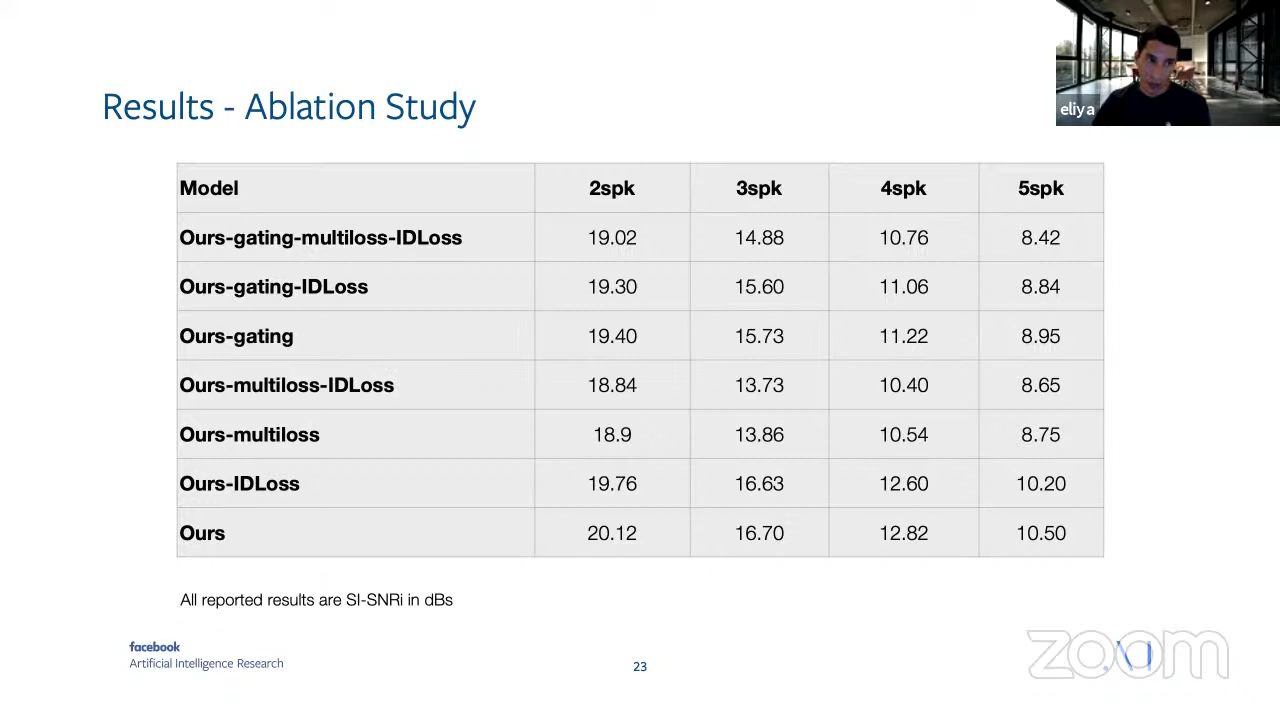 eliya
Results - Ablation Study
Model 2spk 3spk 4spk 5spk
Ours-gating-multiloss-IDLoss 19.02 14.88 10.76 8.42
Ours-gating-IDLoss 19.30 15.60 11.06 8.84
Ours-gating 19.40 15.73 11.22 8.95
Ours-multiloss-IDLoss 18.84 13.73 10.40 8.65
Ours-multiloss 18.9 13.86 10.54 8.75
Ours-IDLoss 19.76 16.63 12.60 10.20
Ours 20.12 16.70 12.82 10.50
All reported results are SI-SNRi in dBs
facebook
Artificial Intelligence Research
23
zoom